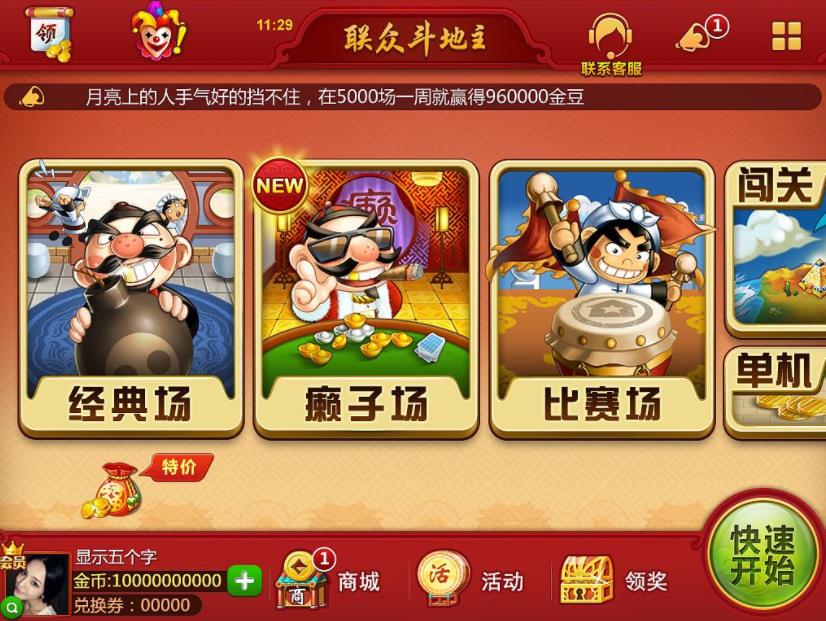 领
11:29
联众斗地主
联系客服
1
月亮上的人手气好的挡不住，在5000场一周就赢得960000金豆
NEW
癞
经典场
癞子场
比赛场
闯关
单机
特价
会员
显示五个字
金币:10000000000
兑换券：00000
商
1
商城
活
活动
领奖
快速
开始